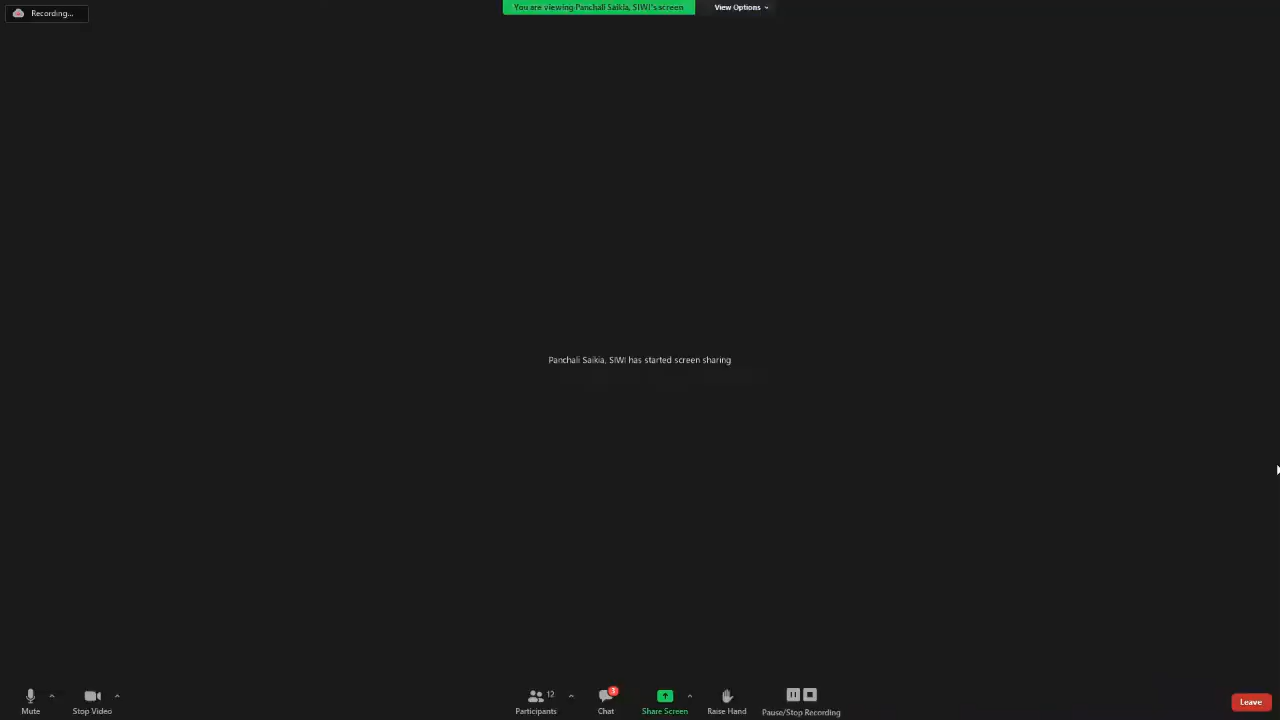 Recording...
You are viewing Panchali Saikia, SIWI's screen
View Options
Panchali Saikia, SIWI has started screen sharing
Mute
Stop Video
12
Participants
3
Chat
Share Screen
Raise Hand
Pause/Stop Recording
Leave